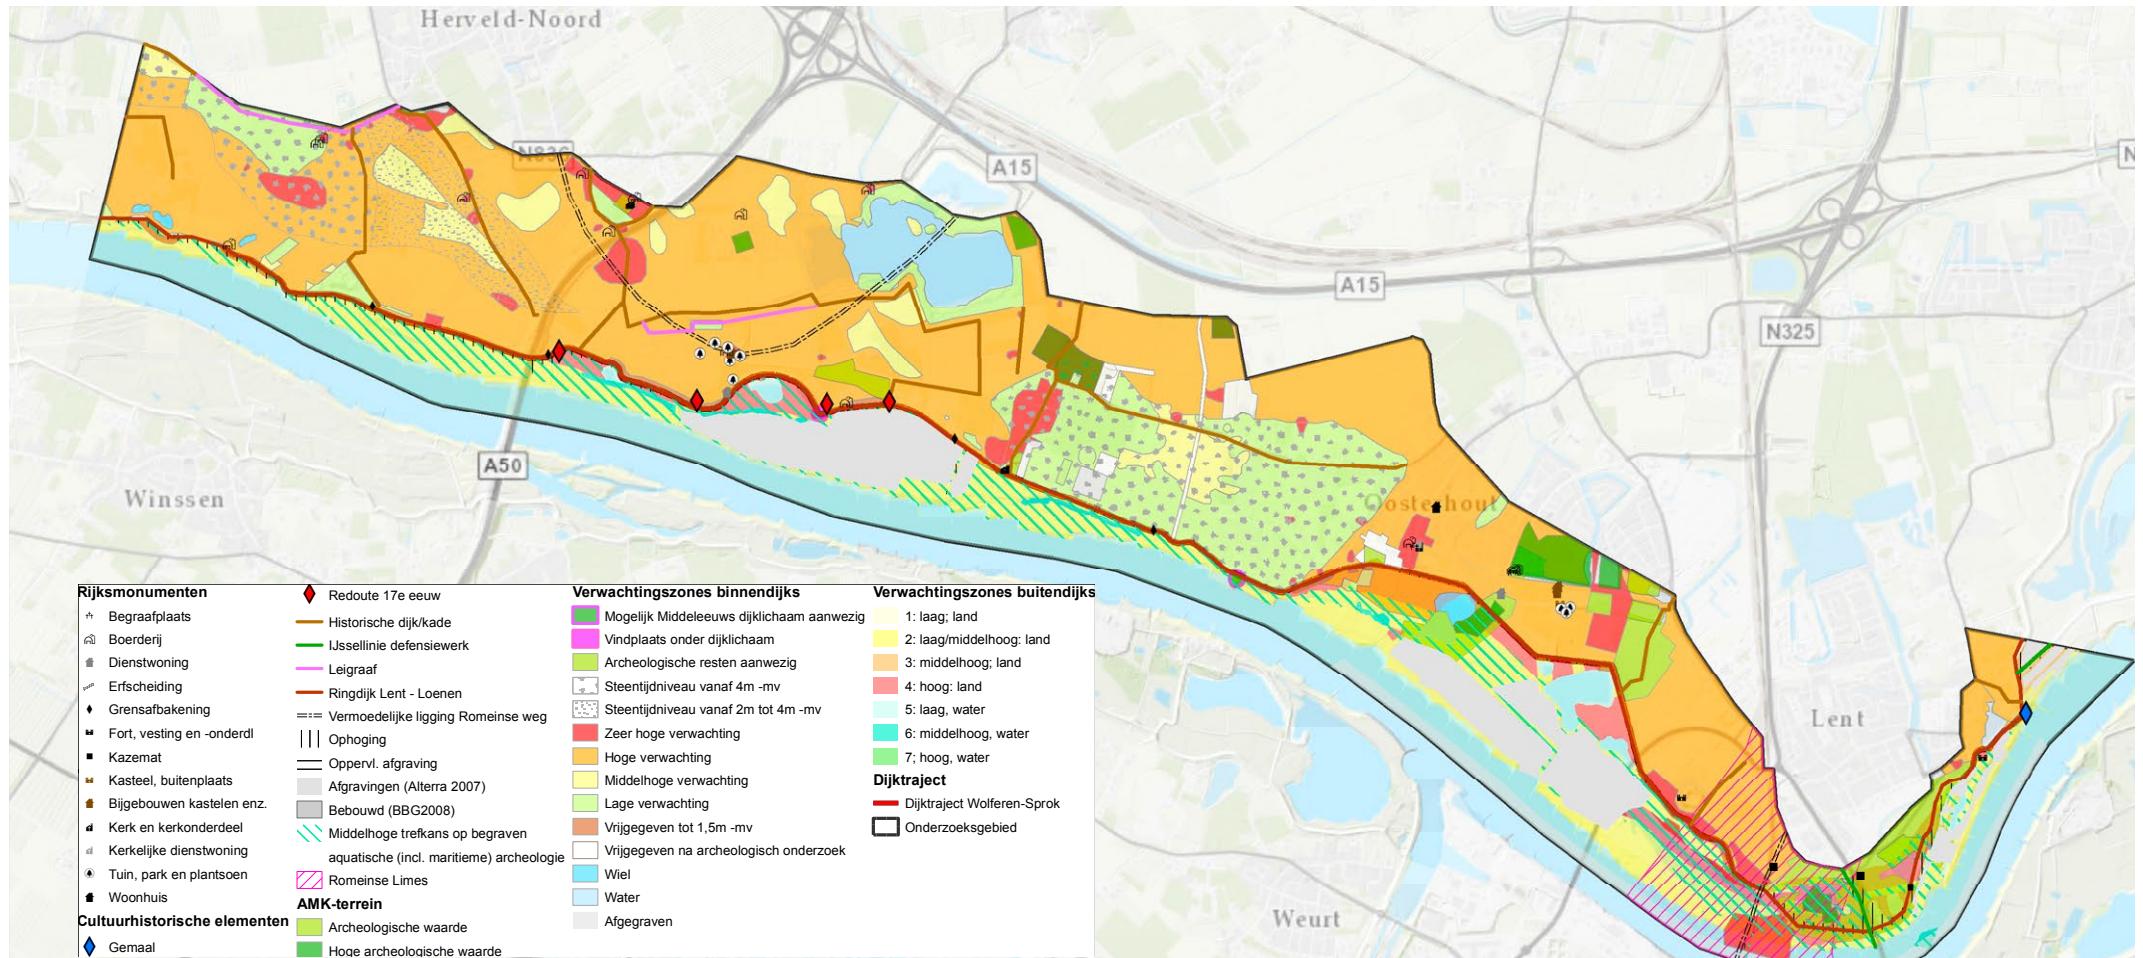 Herveld-Noord
N836
A15
A15
N325
A50
Winssen
Oosterhout
Lent
Weurt
N
Rijksmonumenten
Begraafplaats
Boerderij
Dienstwoning
Erfscheiding
Grensafbakening
Fort, vesting en -onderdl
Kazemat
Kasteel, buitenplaats
Bijgebouwen kastelen enz.
Kerk en kerkonderdeel
Kerkelijke dienstwoning
Tuin, park en plantsoen
Woonhuis
Cultuurhistorische elementen
Gemaal
Redoute 17e eeuw
Historische dijk/kade
IJssellinie defensiewerk
Leigraaf
Ringdijk Lent - Loenen
Vermoedelijke ligging Romeinse weg
Ophoging
Oppervl. afgraving
Afgravingen (Alterra 2007)
Bebouwd (BBG2008)
Middelhoge trefkans op begraven
aquatische (incl. maritieme) archeologie
Romeinse Limes
AMK-terrein
Archeologische waarde
Hoge archeologische waarde
Verwachtingszones binnendijks
Mogelijk Middeleeuws dijklichaam aanwezig
Vindplaats onder dijklichaam
Archeologische resten aanwezig
Steentijdniveau vanaf 4m -mv
Steentijdniveau vanaf 2m tot 4m -mv
Zeer hoge verwachting
Hoge verwachting
Middelhoge verwachting
Lage verwachting
Vrijgegeven tot 1,5m -mv
Vrijgegeven na archeologisch onderzoek
Wiel
Water
Afgegraven
Verwachtingszones buitendijks
1: laag; land
2: laag/middelhoog: land
3: middelhoog; land
4: hoog: land
5: laag, water
6: middelhoog, water
7; hoog, water
Dijktraject
Dijktraject Wolferen-Sprok
Onderzoeksgebied